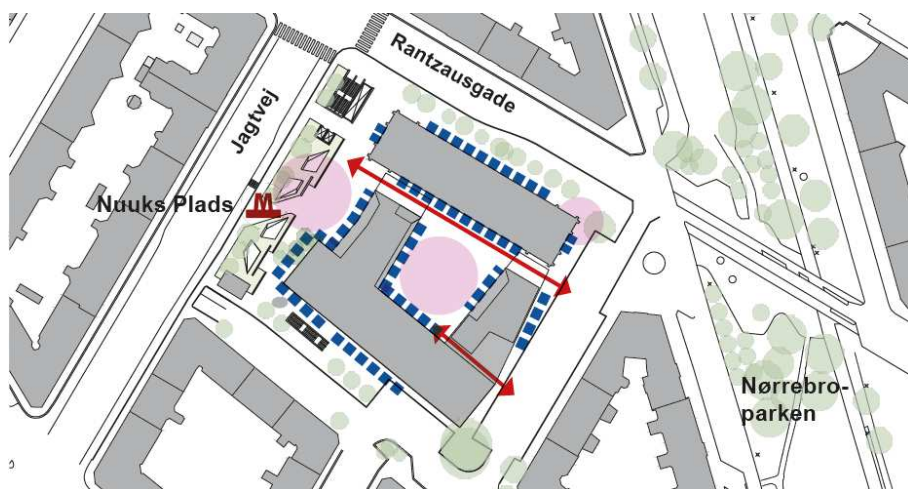 Rantzausgade
Jagtvej
Nuuks Plads M
Nørrebro-
parken